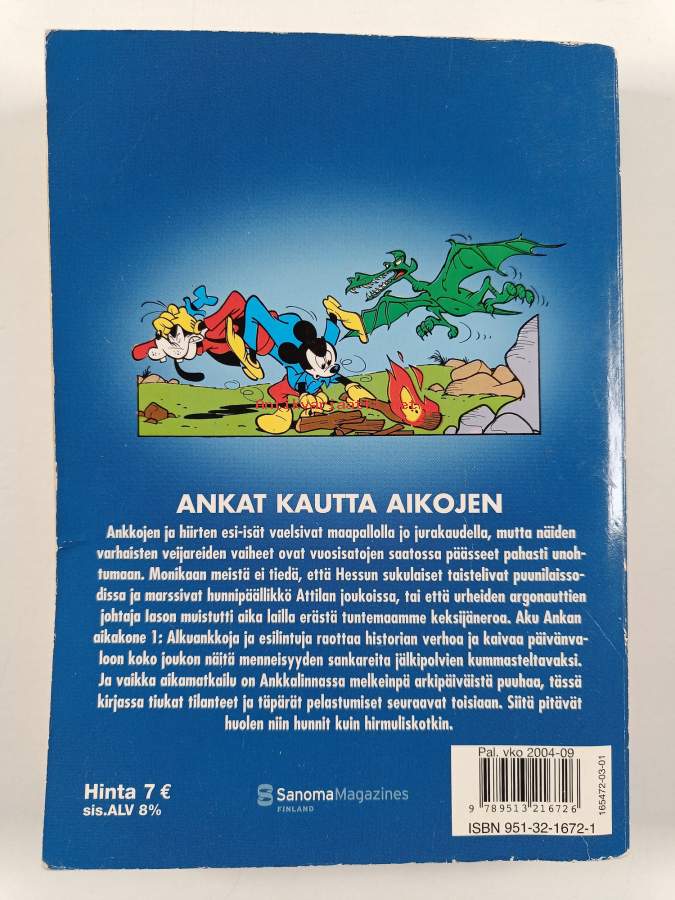 ANKAT KAUTTA AIKOJEN
Ankkojen ja hiirten esi-isät vaelsivat maapallolla jo jurakaudella, mutta näiden
varhaisten veijareiden vaiheet ovat vuosisatojen saatossa päässeet pahasti unoh-
tumaan. Monikaan meistä ei tiedä, että Hessun sukulaiset taistelivat puunilaisso-
dissa ja marssivat hunnipäällikkö Attilan joukoissa, tai että urheiden argonauttien
johtaja Iason muistutti aika lailla erästä tuntemaamme keksijäneroa. Aku Ankan
aikakone 1: Alkuankkoja ja esilintuja raottaa historian verhoa ja kaivaa päivänva-
loon koko joukon näitä menneisyyden sankareita jälkipolvien kummasteltavaksi.
Ja vaikka aikamatkailu on Ankkalinnassa melkeinpä arkipäiväistä puuhaa, tässä
kirjassa tiukat tilanteet ja täpärät pelastumiset seuraavat toisiaan. Siitä pitävät
huolen niin hunnit kuin hirmuliskotkin.
Pal. vko 2004-09
165472-03-01
Hinta 7 €
sis.ALV 8%
SanomaMagazines
FINLAND
9 789513 216726
ISBN 951-32-1672-1